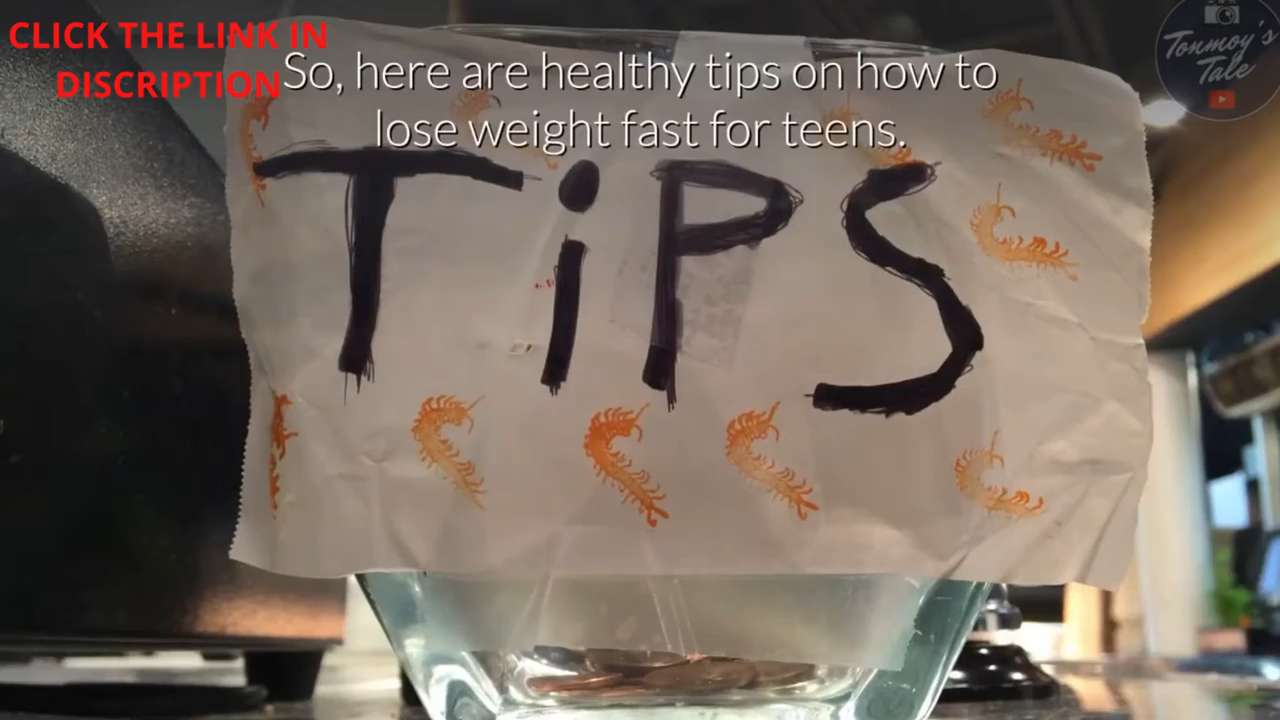 CLICK THE LINK IN
DISCRIPTION
So, here are healthy tips on how to
lose weight fast for teens.
Tonmoy's
Tale
TiPS